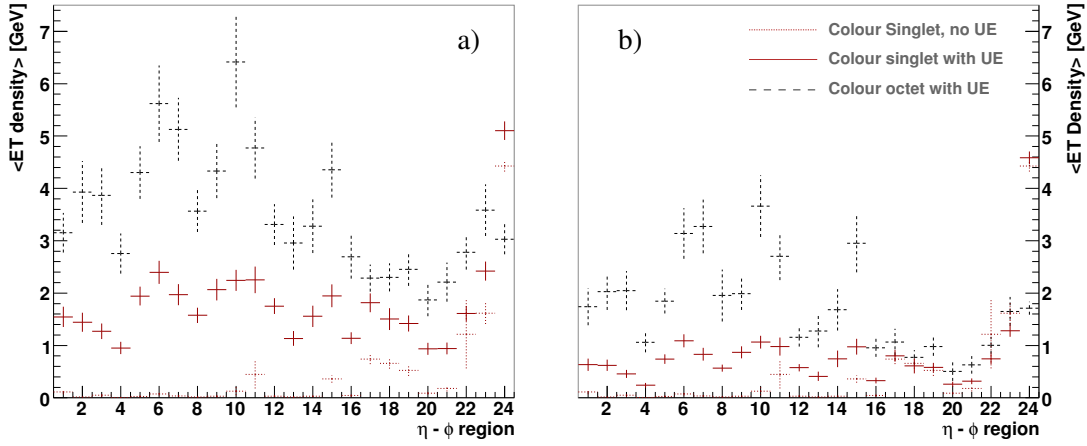 <ET density> [GeV]
7
6
5
4
3
2
1
0
a)
2 4 6 8 10 12 14 16 18 20 22 24
η - φ region
b)
Colour Singlet, no UE
Colour singlet with UE
Colour octet with UE
<ET Density> [GeV]
7
6
5
4
3
2
1
0
2 4 6 8 10 12 14 16 18 20 22 24
η - φ region